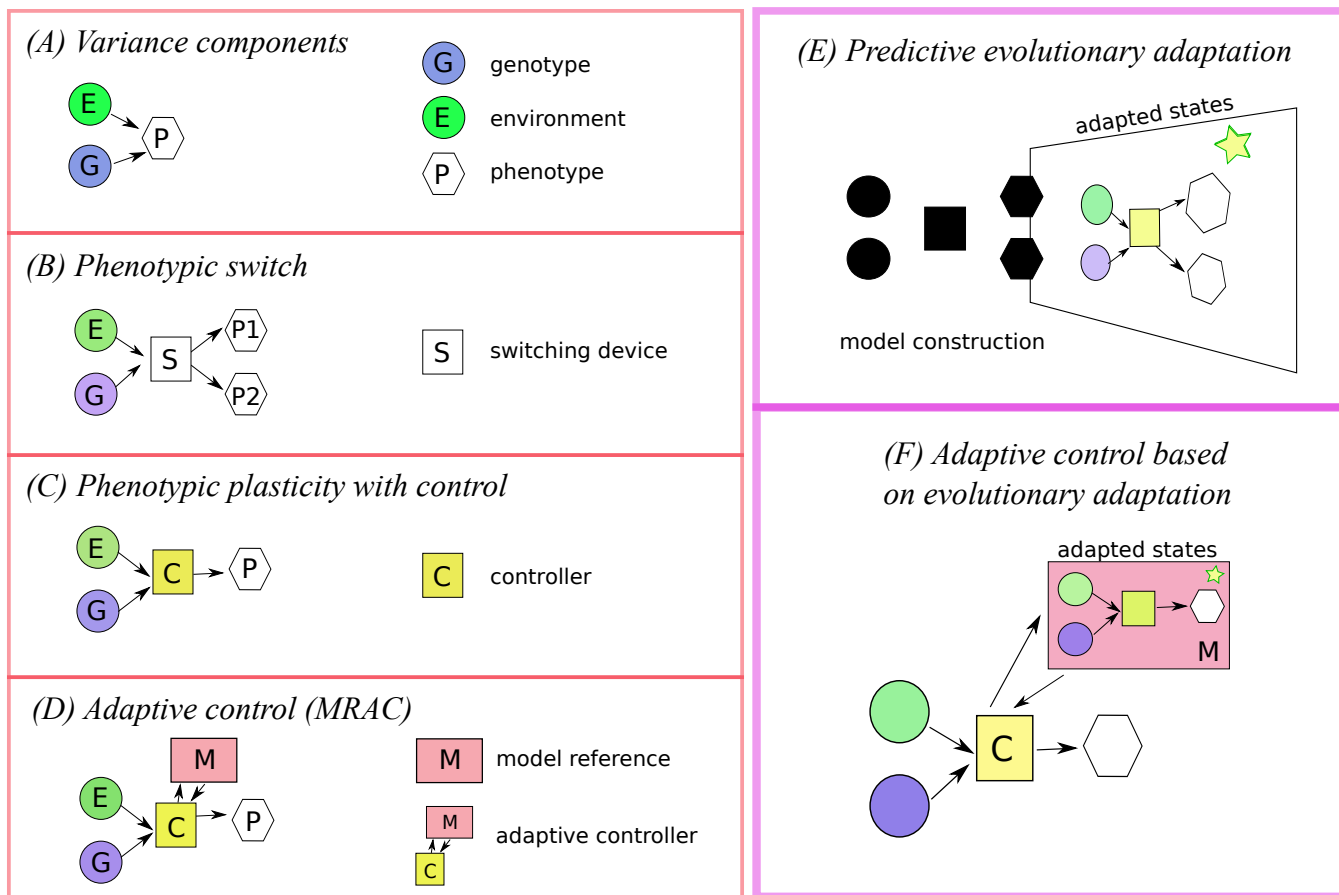 (A) Variance components
E
G
P
G
genotype
E
environment
P
phenotype
(B) Phenotypic switch
E
G
S
P1
P2
S
switching device
(C) Phenotypic plasticity with control
E
G
C
P
C
controller
(D) Adaptive control (MRAC)
M
E
C
P
G
M
model reference
M
C
adaptive controller
(E) Predictive evolutionary adaptation
adapted states
model construction
(F) Adaptive control based
on evolutionary adaptation
adapted states
M
C